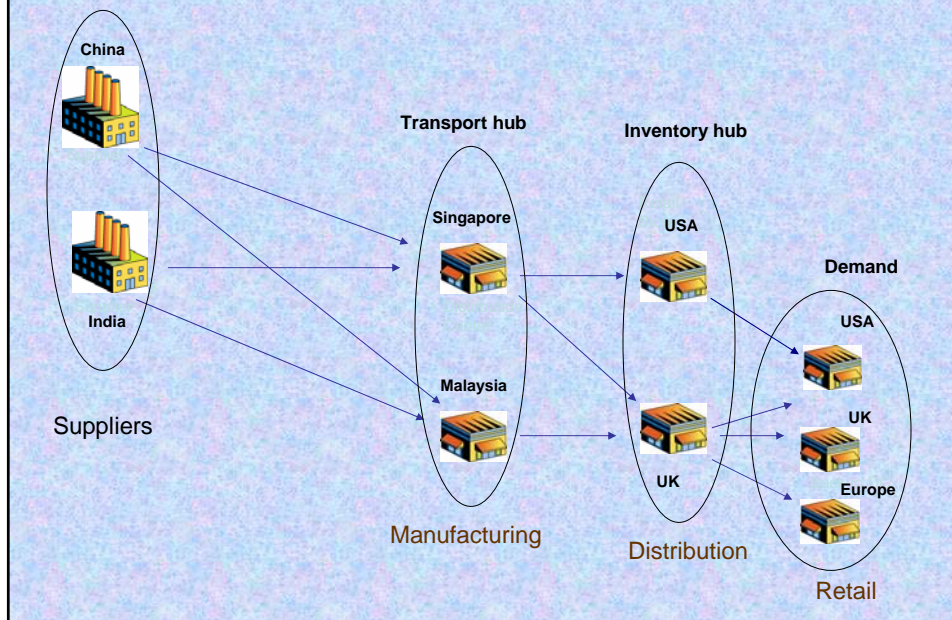 China
India
Suppliers
Transport hub
Singapore
Malaysia
Manufacturing
Inventory hub
USA
UK
Distribution
Demand
USA
UK
Europe
Retail